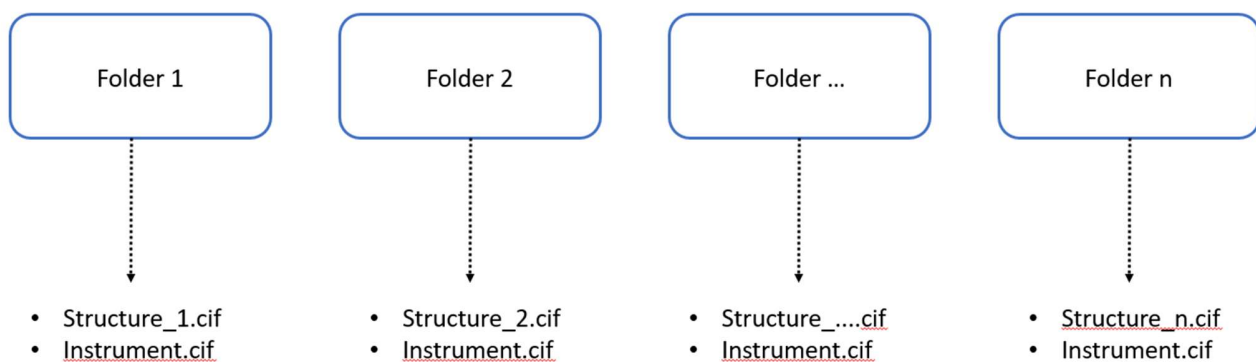 Folder 1
Folder 2
Folder ...
Folder n
• Structure_1.cif
• Instrument.cif
• Structure_2.cif
• Instrument.cif
• Structure_....cif
• Instrument.cif
• Structure_n.cif
• Instrument.cif